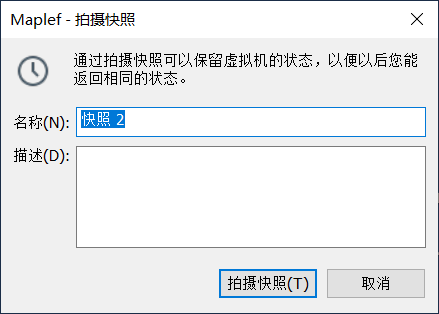 Maplef - 拍摄快照
通过拍摄快照可以保留虚拟机的状态，以便以后您能
返回相同的状态。
名称(N):
快照 2
描述(D):
拍摄快照(T)
取消